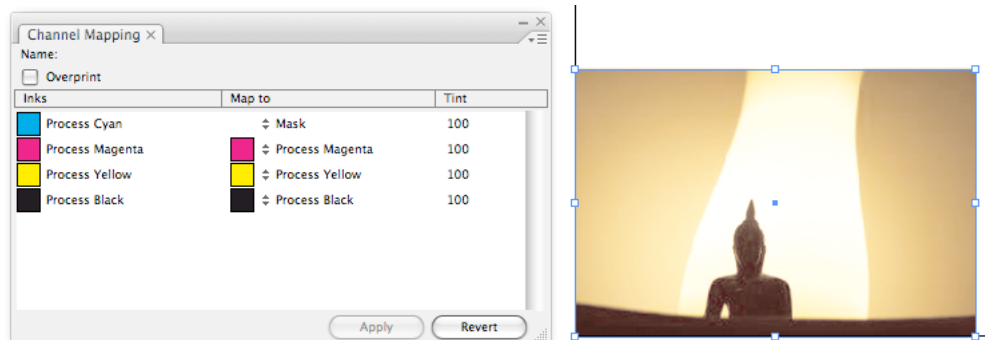 Channel Mapping
Name:
Overprint
Inks Map to Tint
Process Cyan Mask 100
Process Magenta Process Magenta 100
Process Yellow Process Yellow 100
Process Black Process Black 100
Apply Revert